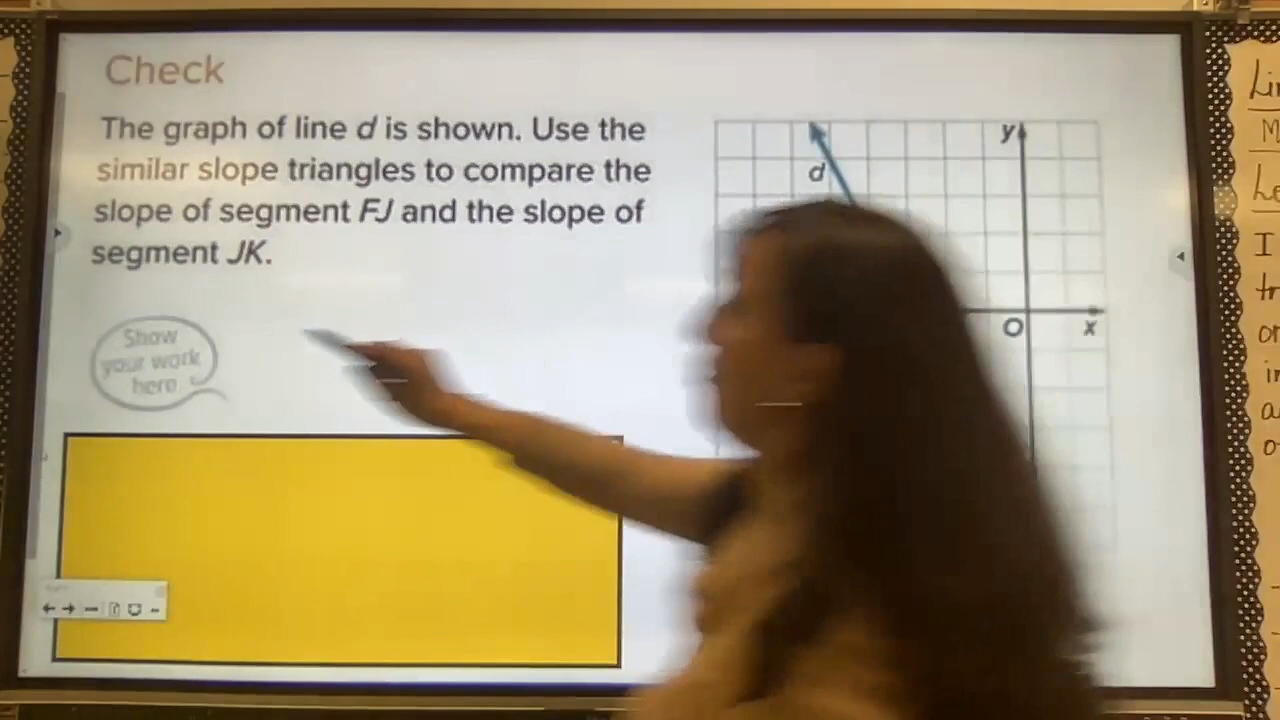 Check
The graph of line d is shown. Use the
similar slope triangles to compare the
slope of segment FJ and the slope of
segment JK.
Show
your work
here
y
d
O
x
I